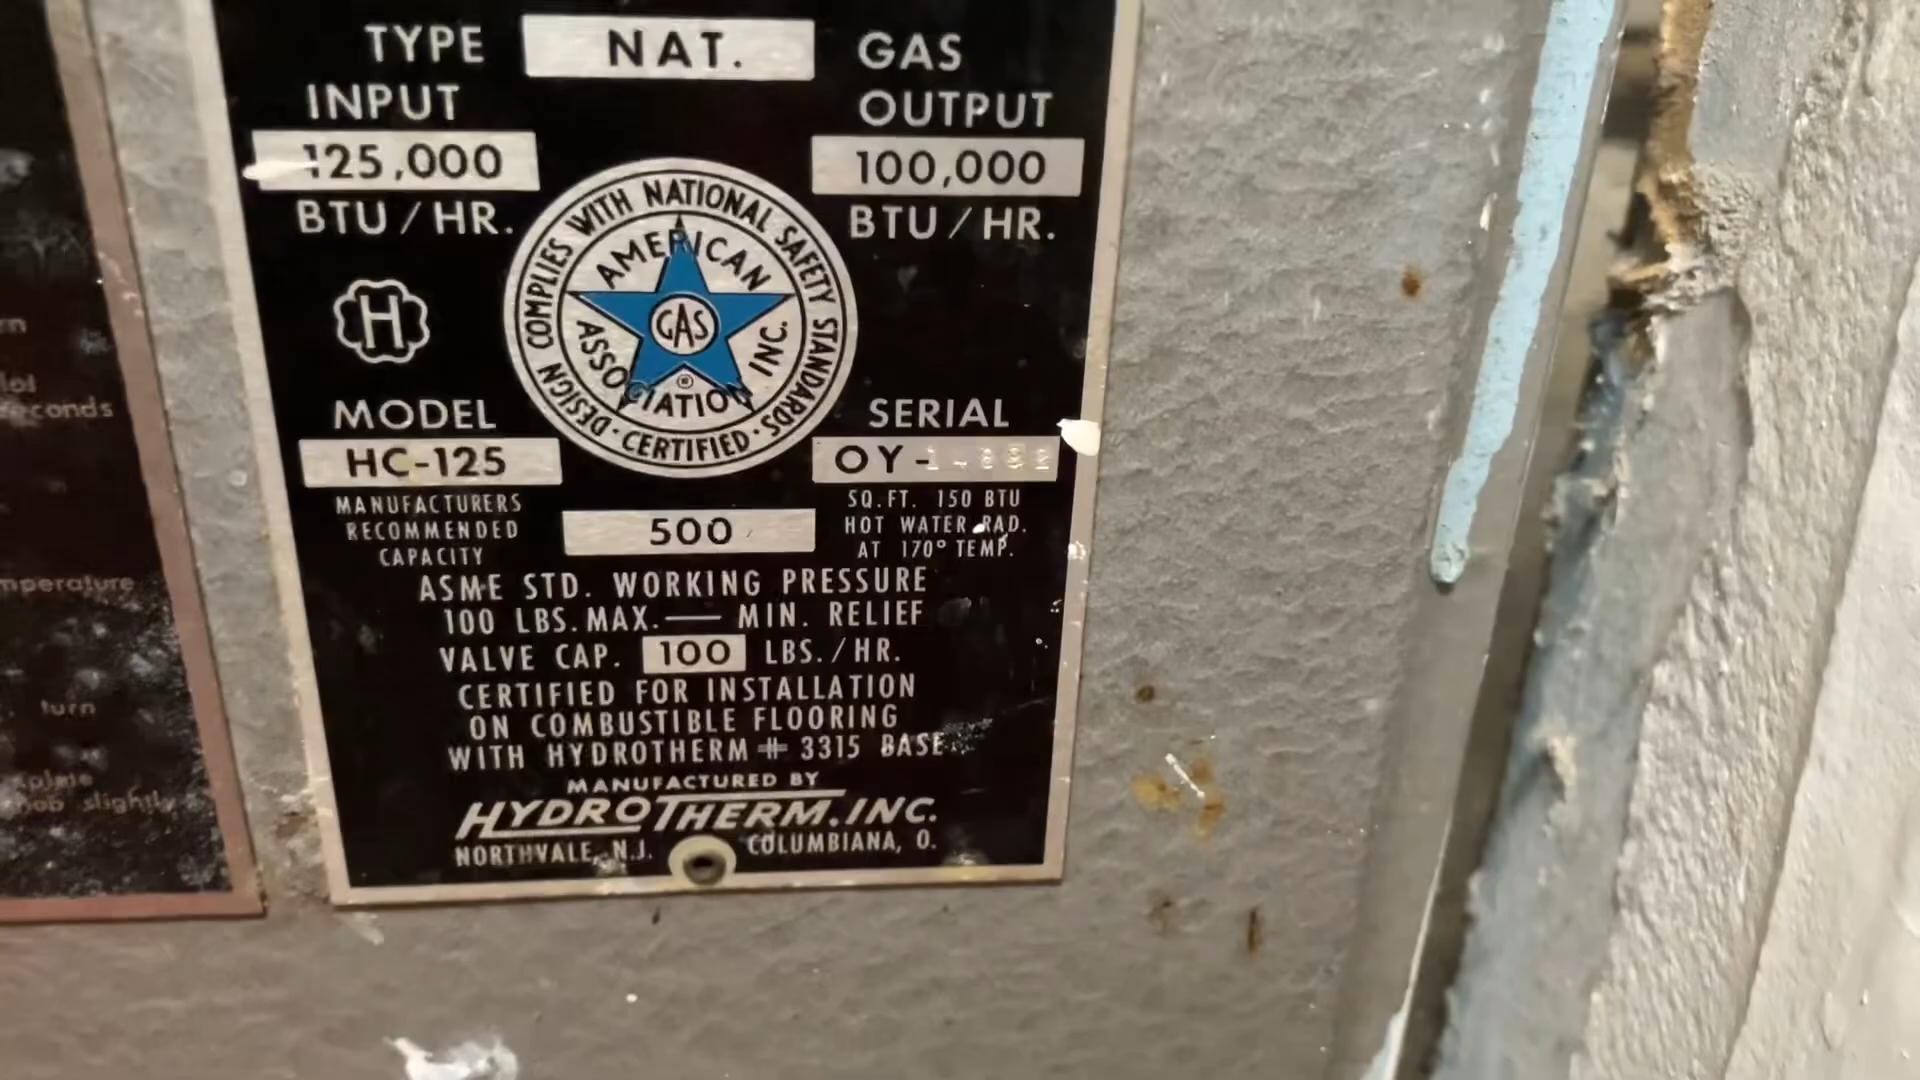 TYPE NAT. GAS
INPUT OUTPUT
125,000 100,000
BTU/HR. BTU/HR.
DESIGN COMPLIES WITH NATIONAL SAFETY STANDARDS · CERTIFIED ·
AMERICAN
GAS
ASSOCIATION INC.
®
H
MODEL SERIAL
HC-125 OY-
MANUFACTURERS
RECOMMENDED
CAPACITY
500
SQ.FT. 150 BTU
HOT WATER RAD.
AT 170° TEMP.
ASME STD. WORKING PRESSURE
100 LBS. MAX.— MIN. RELIEF
VALVE CAP. 100 LBS./HR.
CERTIFIED FOR INSTALLATION
ON COMBUSTIBLE FLOORING
WITH HYDROTHERM # 3315 BASE
MANUFACTURED BY
HYDROTHERM, INC.
NORTHVALE, N.J. COLUMBIANA, O.
turn
slightly